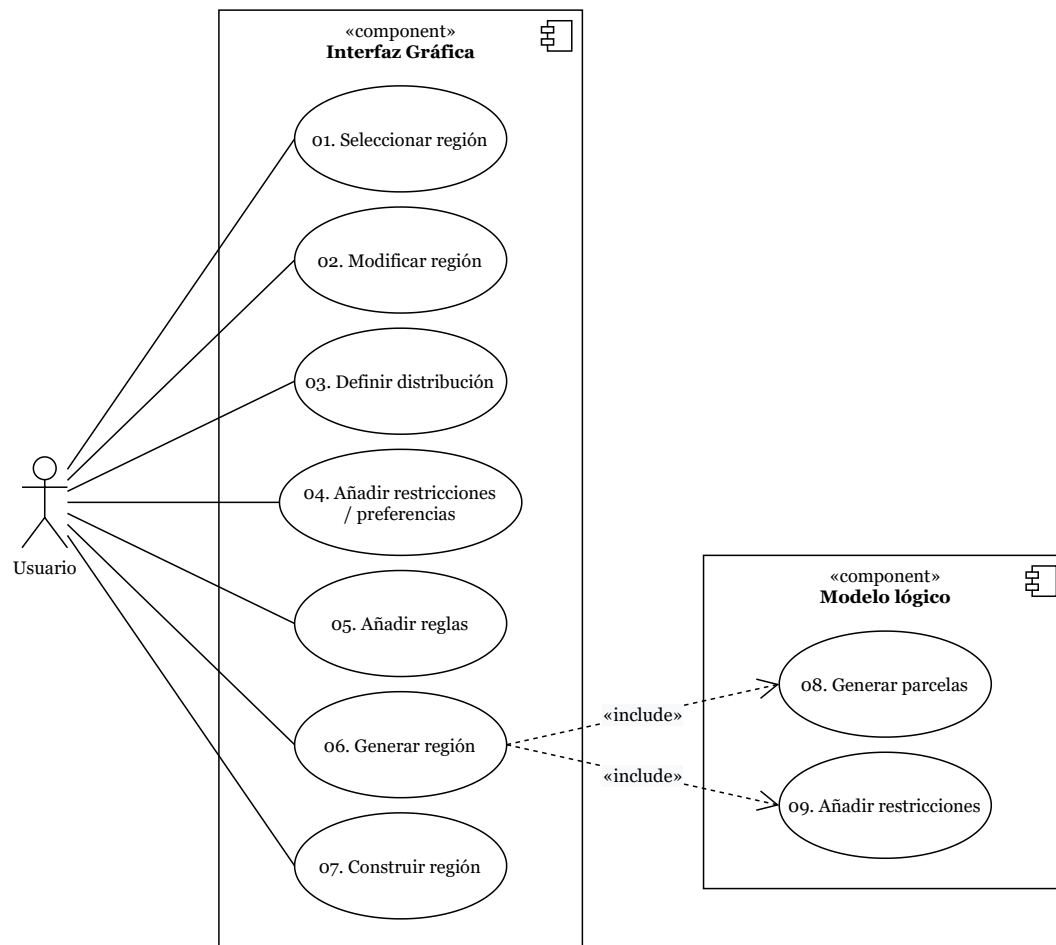 «component»
Interfaz Gráfica
01. Seleccionar región
02. Modificar región
03. Definir distribución
04. Añadir restricciones
/ preferencias
Usuario
05. Añadir reglas
06. Generar región
07. Construir región
«include»
«include»
«component»
Modelo lógico
08. Generar parcelas
09. Añadir restricciones